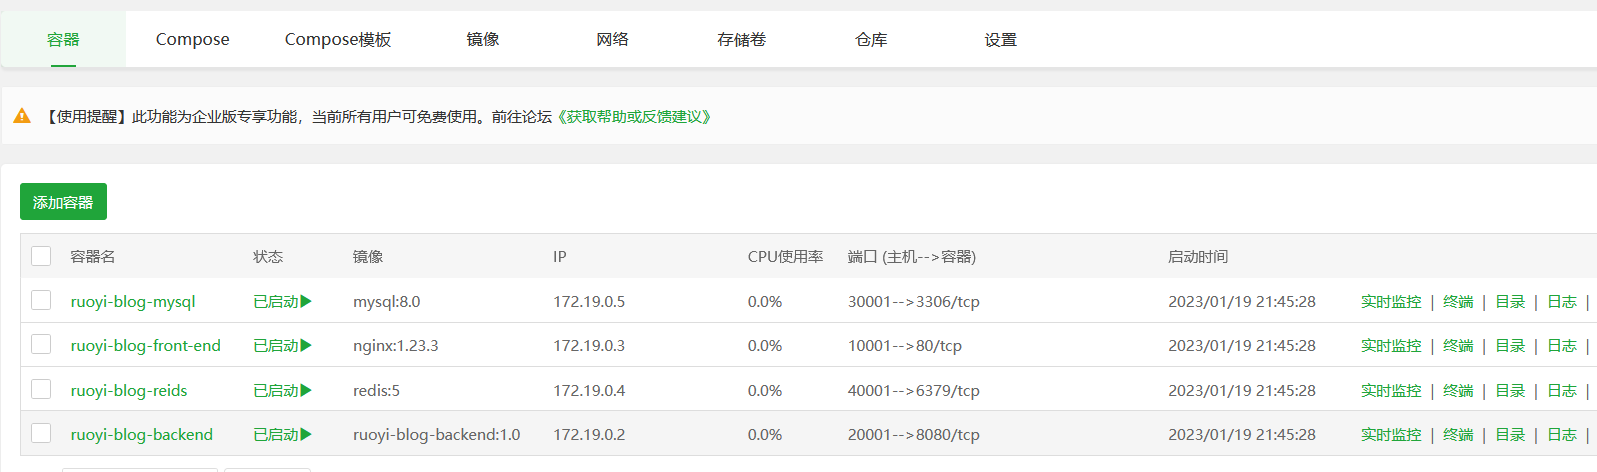 容器 Compose Compose模板 镜像 网络 存储卷 仓库 设置
【使用提醒】此功能为企业版专享功能，当前所有用户可免费使用。前往论坛《获取帮助或反馈建议》
添加容器
容器名 状态 镜像 IP CPU使用率 端口 (主机-->容器) 启动时间
ruoyi-blog-mysql 已启动 mysql:8.0 172.19.0.5 0.0% 30001-->3306/tcp 2023/01/19 21:45:28 实时监控 | 终端 | 目录 | 日志 |
ruoyi-blog-front-end 已启动 nginx:1.23.3 172.19.0.3 0.0% 10001-->80/tcp 2023/01/19 21:45:28 实时监控 | 终端 | 目录 | 日志 |
ruoyi-blog-reids 已启动 redis:5 172.19.0.4 0.0% 40001-->6379/tcp 2023/01/19 21:45:28 实时监控 | 终端 | 目录 | 日志 |
ruoyi-blog-backend 已启动 ruoyi-blog-backend:1.0 172.19.0.2 0.0% 20001-->8080/tcp 2023/01/19 21:45:28 实时监控 | 终端 | 目录 | 日志 |